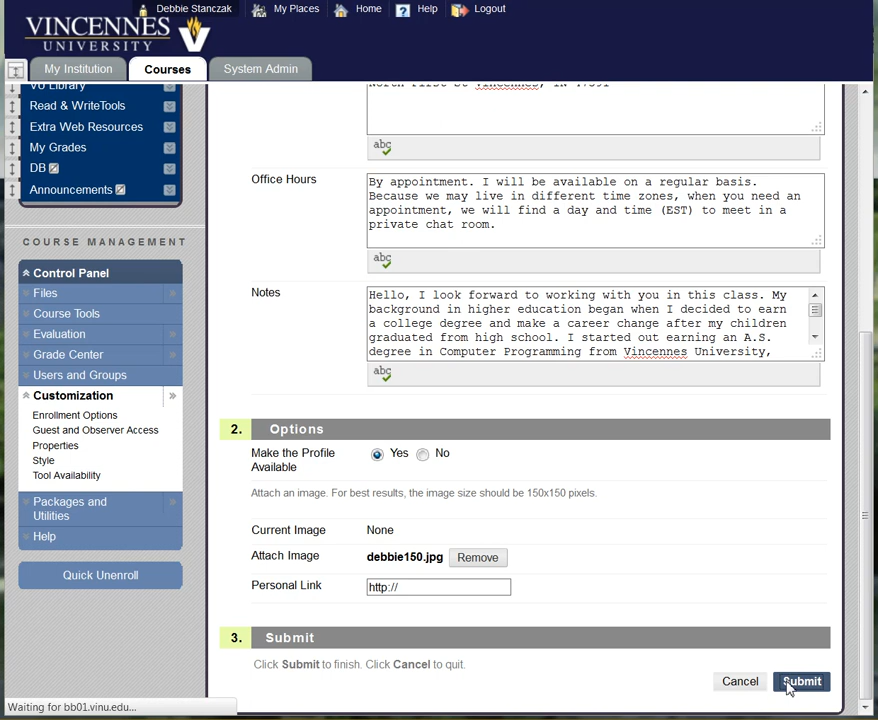 Debbie Stanczak
My Places
Home
Help
Logout
VINCENNES
UNIVERSITY
My Institution
Courses
System Admin
VU Library
Read & WriteTools
Extra Web Resources
My Grades
DB
Announcements
COURSE MANAGEMENT
Control Panel
Files
Course Tools
Evaluation
Grade Center
Users and Groups
Customization
Enrollment Options
Guest and Observer Access
Properties
Style
Tool Availability
Packages and
Utilities
Help
Quick Unenroll
North First St Vincennes, IN 47591
abc
Office Hours
By appointment. I will be available on a regular basis.
Because we may live in different time zones, when you need an
appointment, we will find a day and time (EST) to meet in a
private chat room.
abc
Notes
Hello, I look forward to working with you in this class. My
background in higher education began when I decided to earn
a college degree and make a career change after my children
graduated from high school. I started out earning an A.S.
degree in Computer Programming from Vincennes University,
abc
2. Options
Make the Profile
Available
Yes No
Attach an image. For best results, the image size should be 150x150 pixels.
Current Image None
Attach Image debbie150.jpg Remove
Personal Link http://
3. Submit
Click Submit to finish. Click Cancel to quit.
Cancel Submit
Waiting for bb01.vinu.edu...